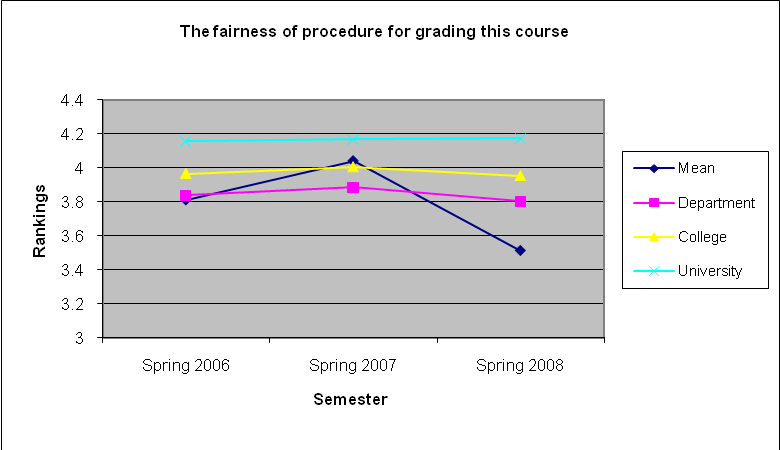 The fairness of procedure for grading this course
4.4
4.2
4
3.8
3.6
3.4
3.2
3
Rankings
Spring 2006
Spring 2007
Spring 2008
Semester
Mean
Department
College
University